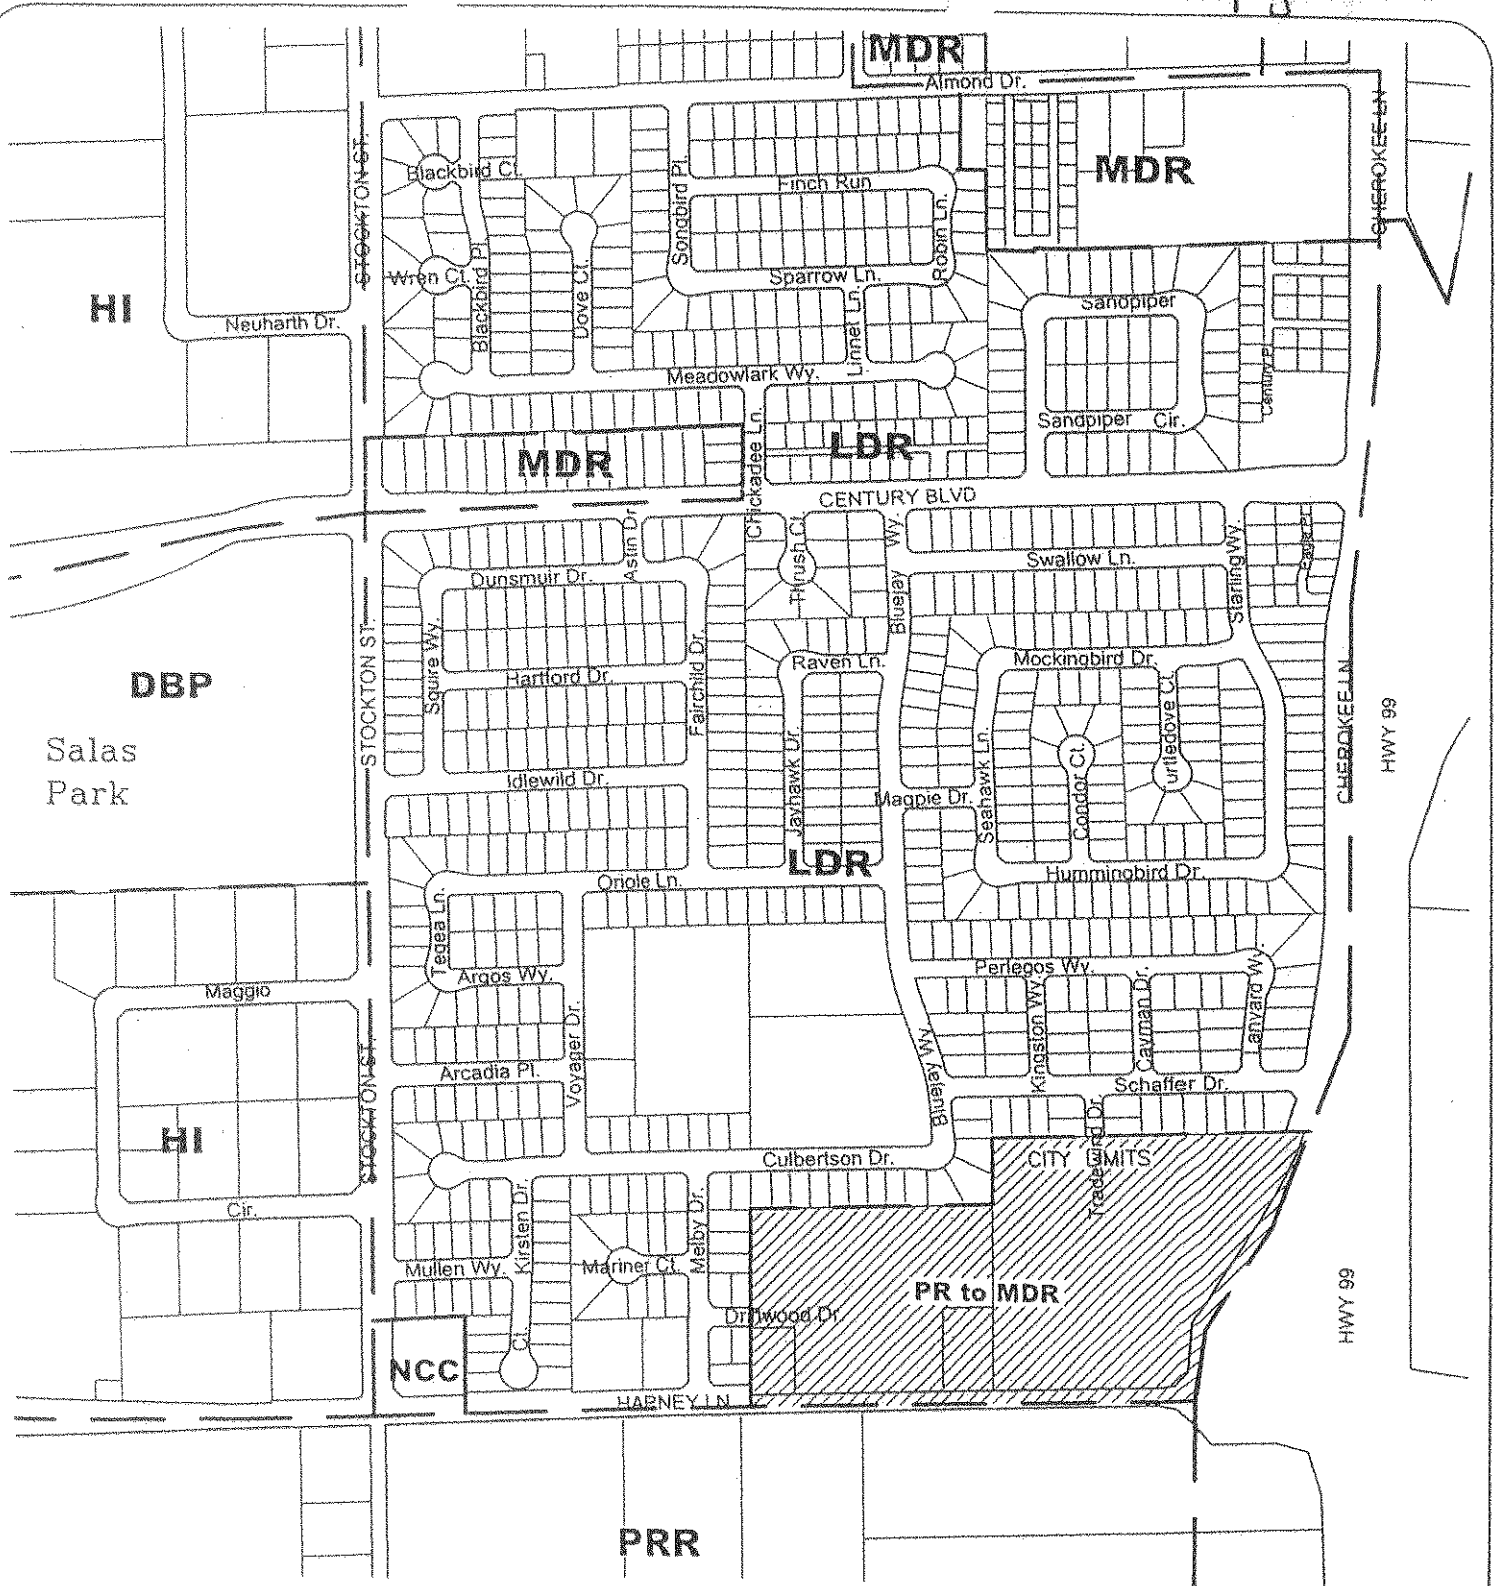 MDR
Almond Dr.
CHEROKEE LN
STOCKTON ST.
Blackbird Ct.
Songbird Pl.
Finch Run
MDR
Robin Ln.
Wren Ct.
Blackbird Pl.
Dove Ct.
Sparrow Ln.
Linnet Ln.
Sandpiper
HI
Neuharth Dr.
Meadowlark Wy.
Century Pl.
Sandpiper Cir.
MDR
Chickadee Ln.
LDR
CENTURY BLVD
Astin Dr.
Thrush Ct.
Bluejay Wy.
Swallow Ln.
Starling Wy.
Dunsmuir Dr.
STOCKTON ST.
Squire Wy.
Hartford Dr.
Fairchild Dr.
Raven Ln.
Mockingbird Dr.
DBP
Salas
Park
Idlewild Dr.
Jayhawk Dr.
Magpie Dr.
Seahawk Ln.
Condor Ct.
Turtledove Ct.
CHEROKEE LN
HWY 99
LDR
Oriole Ln.
Hummingbird Dr.
Tegea Ln.
Argos Wy.
Perlegos Wy.
Lanyard Wy.
Maggio
Voyager Dr.
Kingston Wy.
Cayman Dr.
Arcadia Pl.
Bluejay Wy.
Schaffer Dr.
STOCKTON ST.
HI
Culbertson Dr.
CITY LIMITS
Tradewind Dr.
Cir.
Kirsten Dr.
Melby Dr.
Mullen Wy.
Mariner Ct.
PR to MDR
HWY 99
Driftwood Dr.
Ct.
NCC
HARNEY LN
PRR